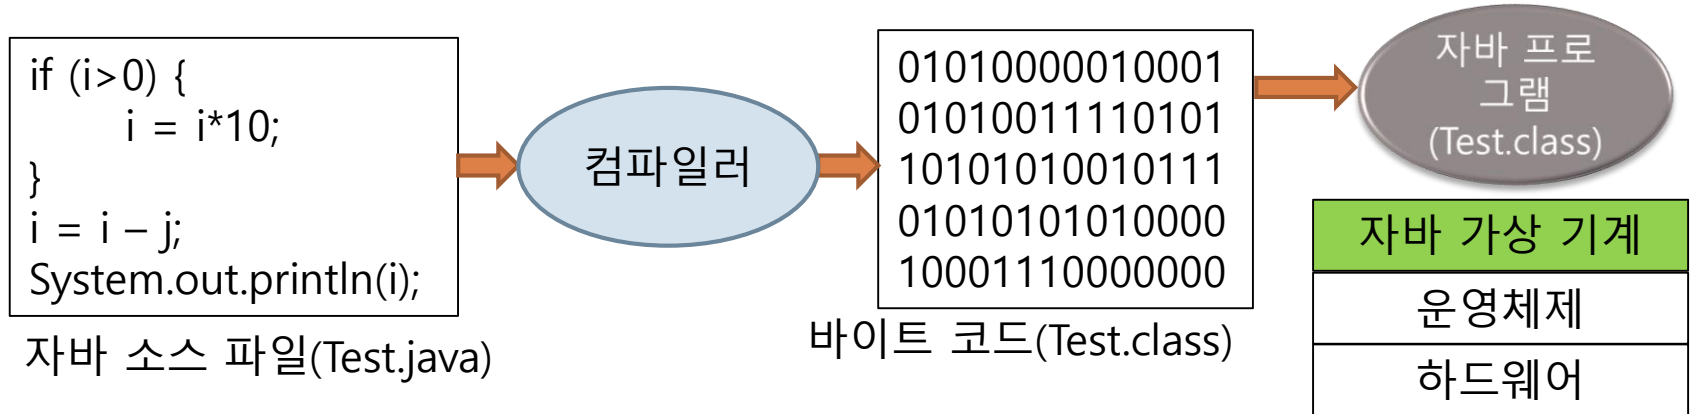 if (i>0) {
i = i*10;
}
i = i – j;
System.out.println(i);
자바 소스 파일(Test.java)
컴파일러
01010000010001
01010011110101
10101010010111
01010101010000
10001110000000
바이트 코드(Test.class)
자바 프로
그램
(Test.class)
자바 가상 기계
운영체제
하드웨어